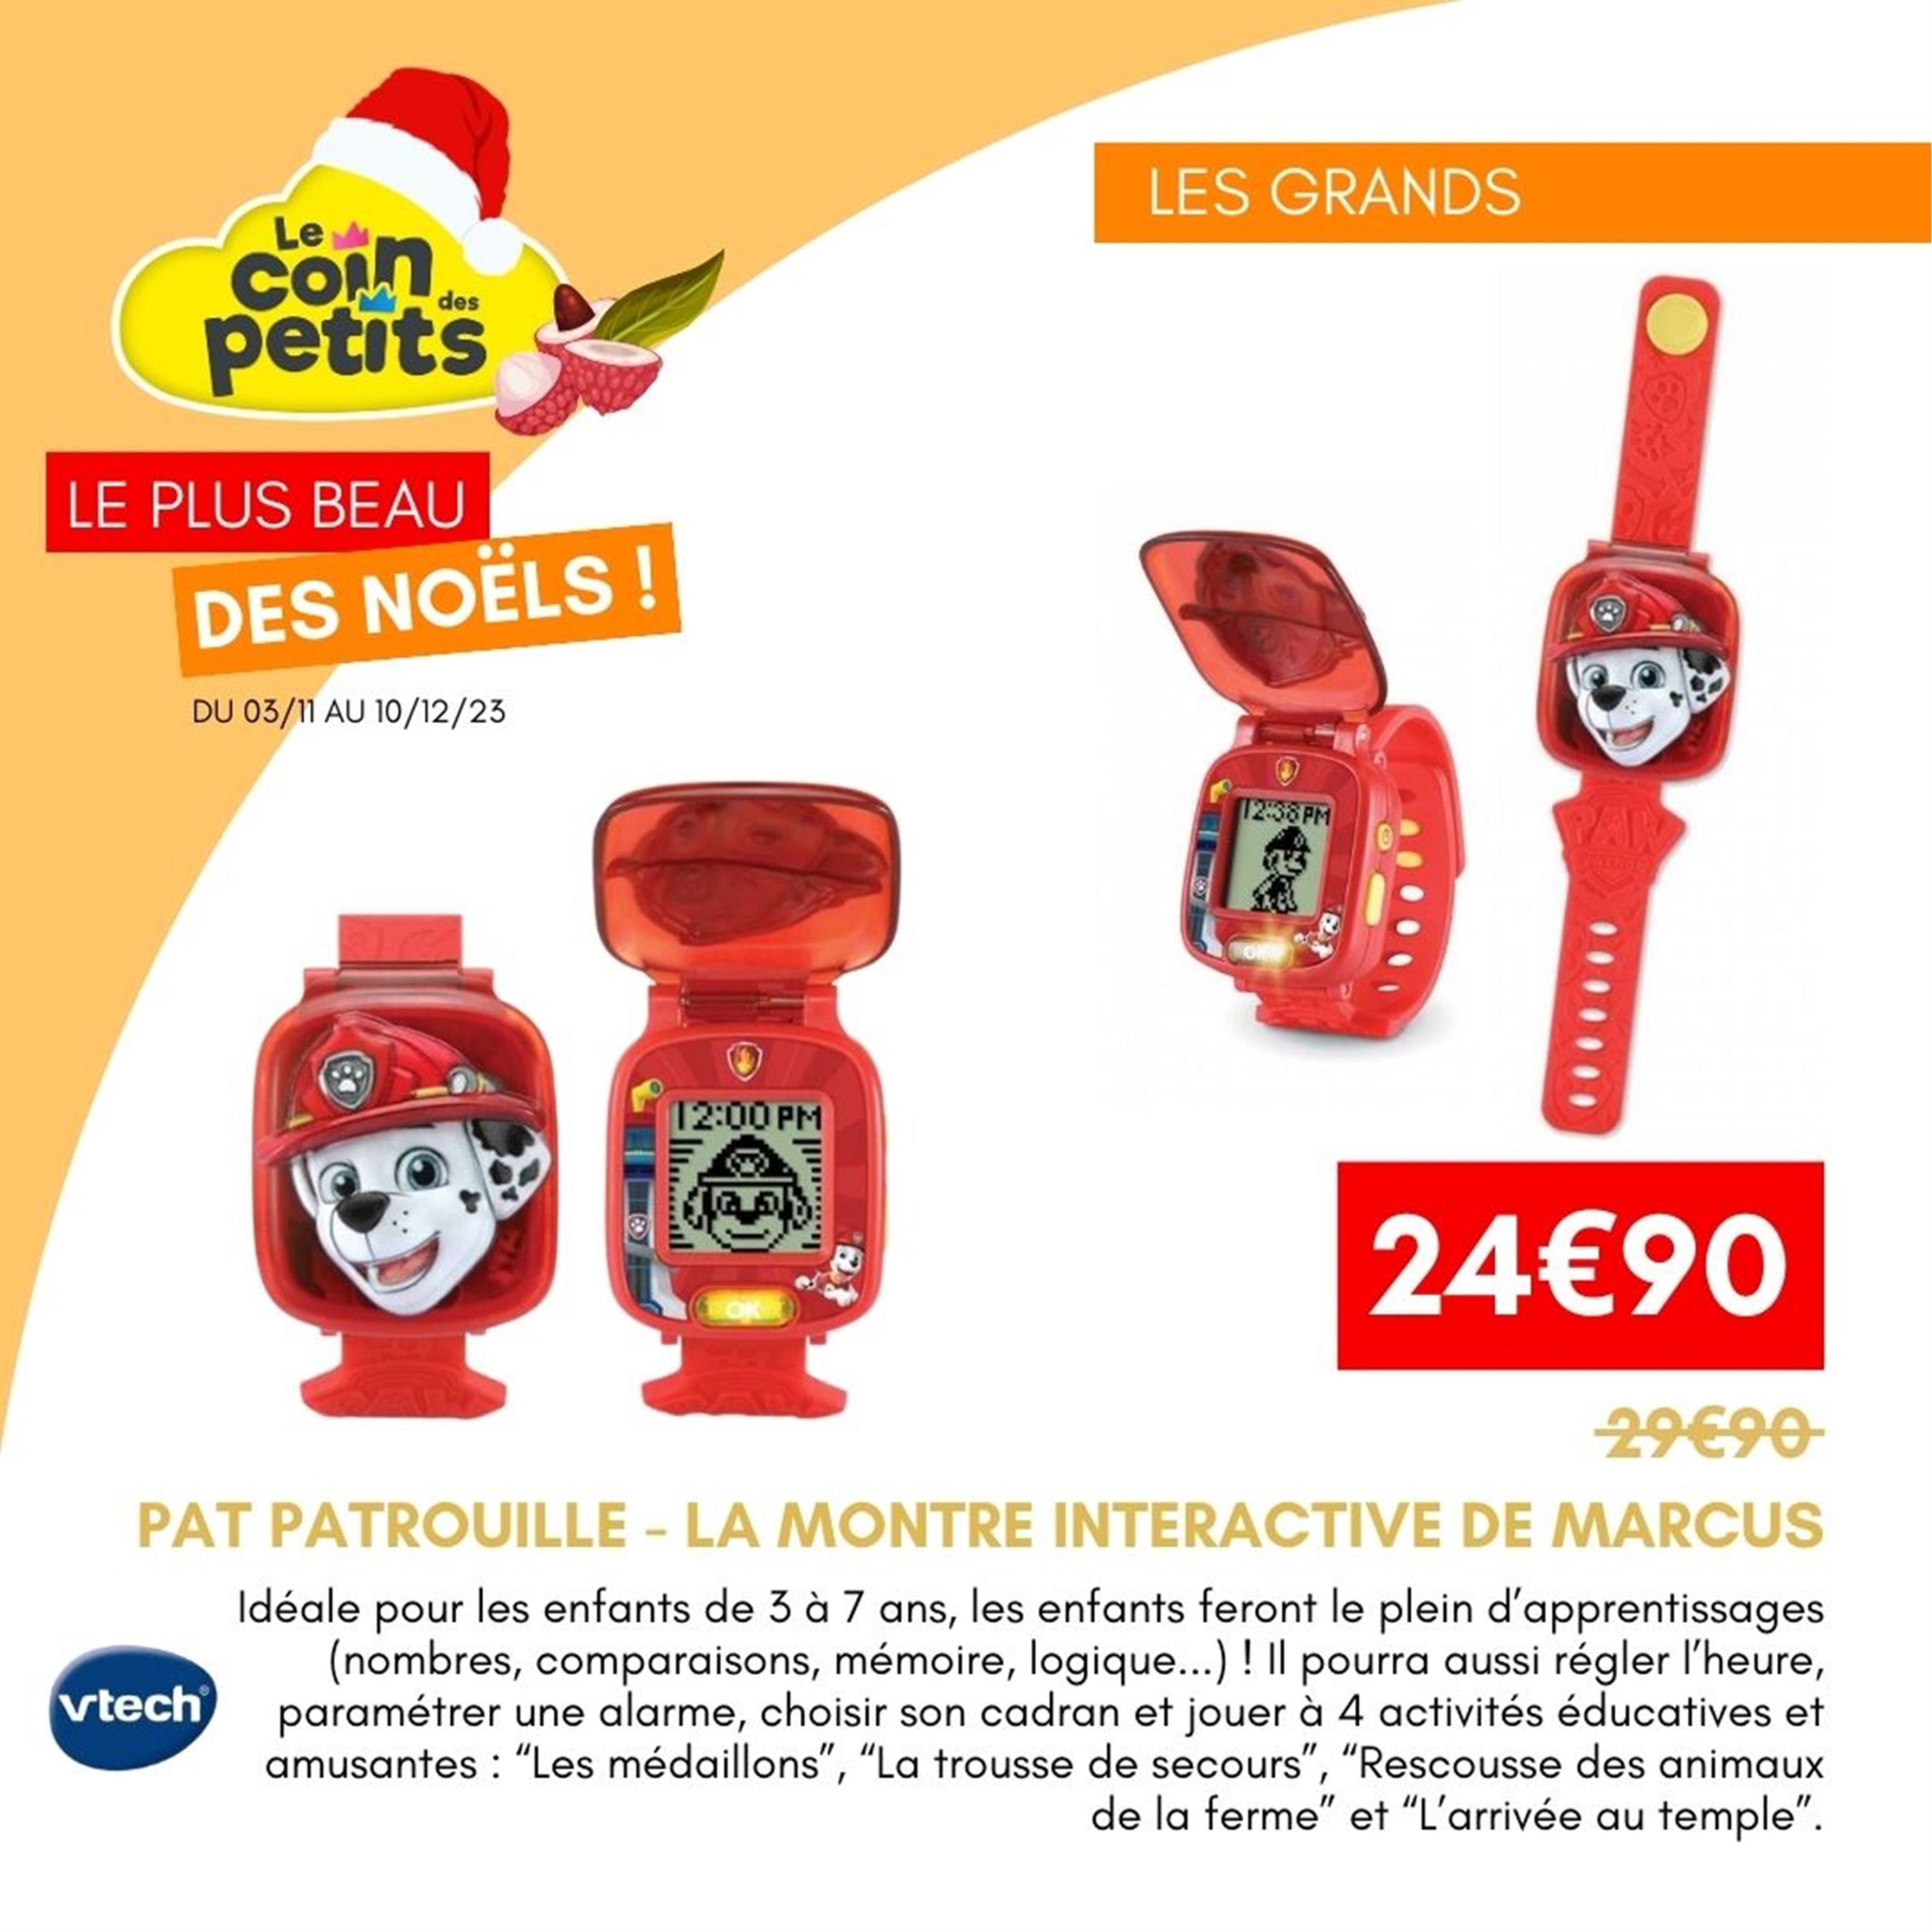 Le
coin des
petits
LE PLUS BEAU
DES NOËLS !
DU 03/11 AU 10/12/23
LES GRANDS
12:38 PM
OK
PAW
12:00 PM
OK
24€90
29€90
PAT PATROUILLE - LA MONTRE INTERACTIVE DE MARCUS
Idéale pour les enfants de 3 à 7 ans, les enfants feront le plein d’apprentissages
(nombres, comparaisons, mémoire, logique...) ! Il pourra aussi régler l’heure,
paramétrer une alarme, choisir son cadran et jouer à 4 activités éducatives et
amusantes : “Les médaillons”, “La trousse de secours”, “Rescousse des animaux
de la ferme” et “L’arrivée au temple”.
vtech®